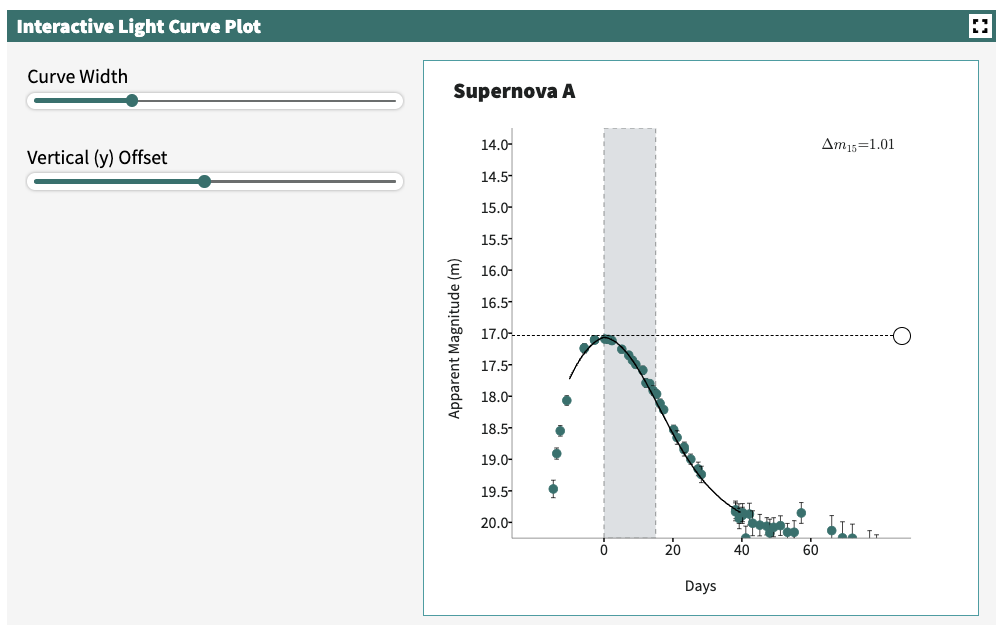 Interactive Light Curve Plot
Curve Width
Vertical (y) Offset
Supernova A
Δm15=1.01
Apparent Magnitude (m)
14.0
14.5
15.0
15.5
16.0
16.5
17.0
17.5
18.0
18.5
19.0
19.5
20.0
0 20 40 60
Days